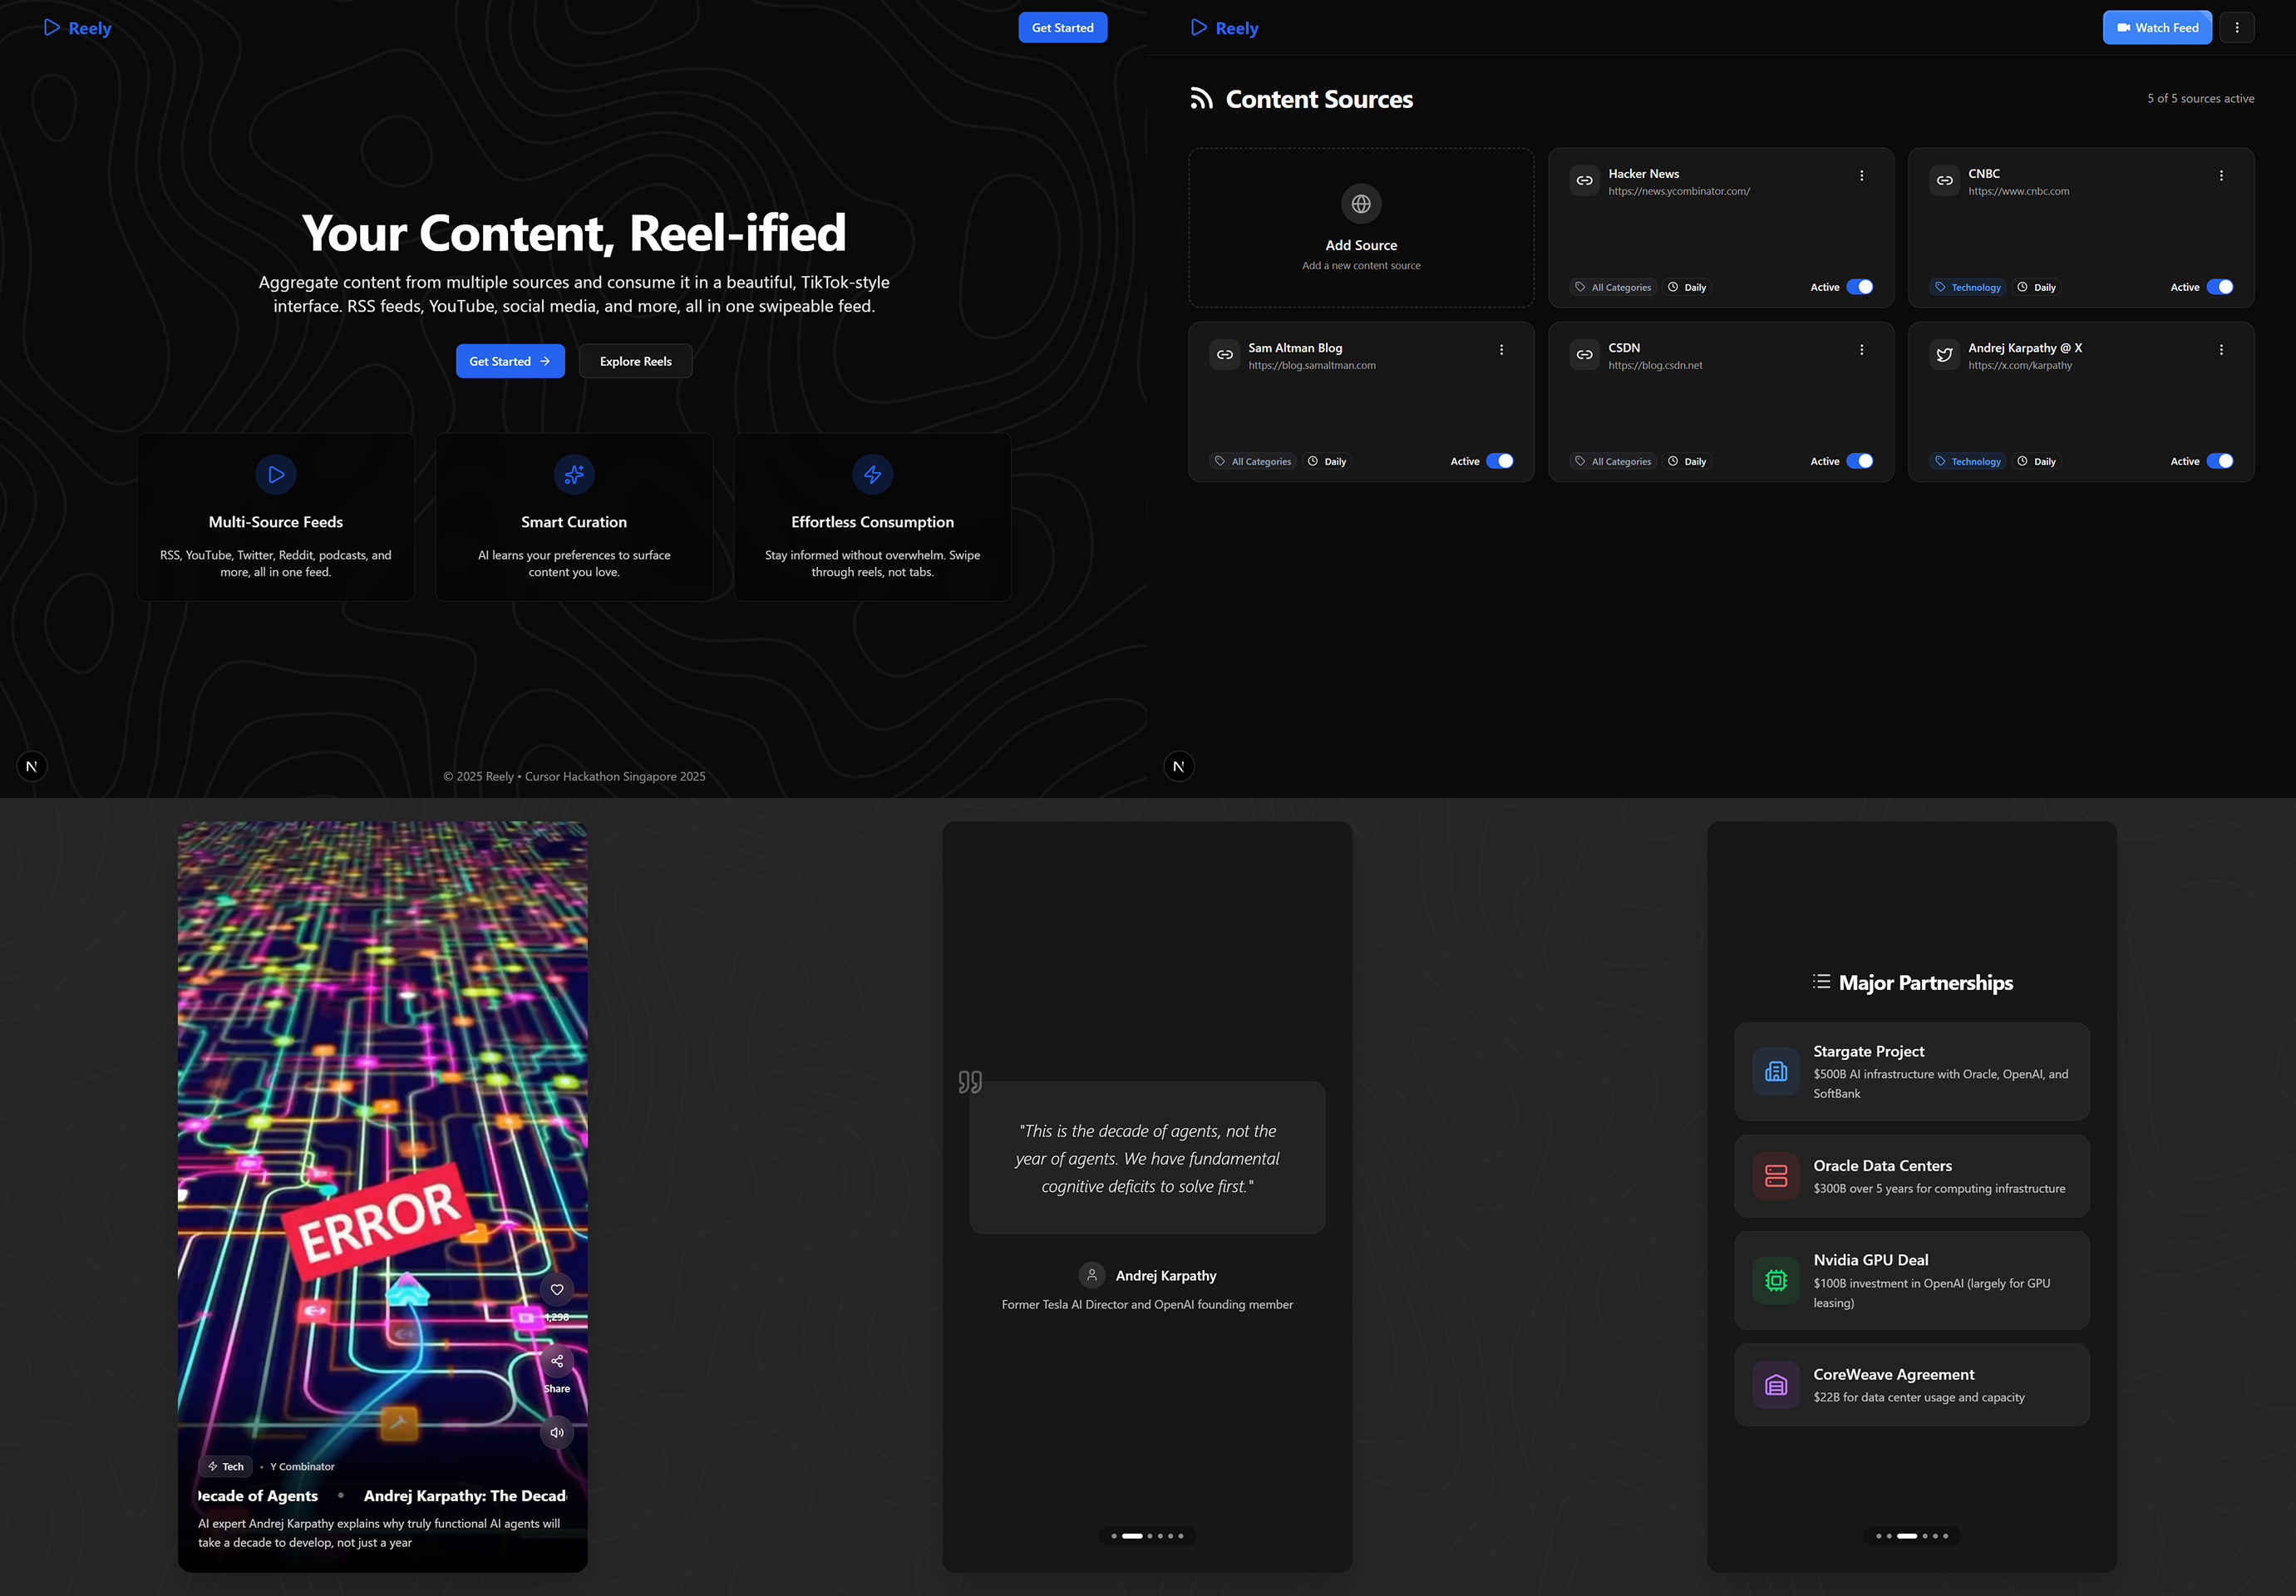 Reely
Get Started
Your Content, Reel-ified
Aggregate content from multiple sources and consume it in a beautiful, TikTok-style
interface. RSS feeds, YouTube, social media, and more, all in one swipeable feed.
Get Started
Explore Reels
Multi-Source Feeds
RSS, YouTube, Twitter, Reddit, podcasts, and
more, all in one feed.
Smart Curation
AI learns your preferences to surface
content you love.
Effortless Consumption
Stay informed without overwhelm. Swipe
through reels, not tabs.
N
© 2025 Reely • Cursor Hackathon Singapore 2025
Reely
Watch Feed
Content Sources
5 of 5 sources active
Add Source
Add a new content source
Hacker News
https://news.ycombinator.com/
All Categories
Daily
Active
CNBC
https://www.cnbc.com
Technology
Daily
Active
Sam Altman Blog
https://blog.samaltman.com
All Categories
Daily
Active
CSDN
https://blog.csdn.net
All Categories
Daily
Active
Andrej Karpathy @ X
https://x.com/karpathy
Technology
Daily
Active
N
ERROR
1,298
Share
Tech • Y Combinator
Decade of Agents • Andrej Karpathy: The Decad
AI expert Andrej Karpathy explains why truly functional AI agents will
take a decade to develop, not just a year
"This is the decade of agents, not the
year of agents. We have fundamental
cognitive deficits to solve first."
Andrej Karpathy
Former Tesla AI Director and OpenAI founding member
Major Partnerships
Stargate Project
$500B AI infrastructure with Oracle, OpenAI, and
SoftBank
Oracle Data Centers
$300B over 5 years for computing infrastructure
Nvidia GPU Deal
$100B investment in OpenAI (largely for GPU
leasing)
CoreWeave Agreement
$22B for data center usage and capacity